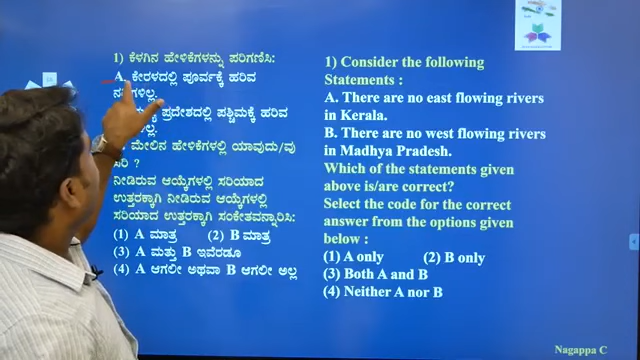 1) ಕೆಳಗಿನ ಹೇಳಿಕೆಗಳನ್ನು ಪರಿಗಣಿಸಿ:
A. ಕೇರಳದಲ್ಲಿ ಪೂರ್ವಕ್ಕೆ ಹರಿವ
ಪ್ರದೇಶದಲ್ಲಿ ಪಶ್ಚಿಮಕ್ಕೆ ಹರಿವ
ಮೇಲಿನ ಹೇಳಿಕೆಗಳಲ್ಲಿ ಯಾವುದು/ವು
ಸರಿ ?
ನೀಡಿರುವ ಆಯ್ಕೆಗಳಲ್ಲಿ ಸರಿಯಾದ
ಉತ್ತರಕ್ಕಾಗಿ ನೀಡಿರುವ ಆಯ್ಕೆಗಳಲ್ಲಿ
ಸರಿಯಾದ ಉತ್ತರಕ್ಕಾಗಿ ಸಂಕೇತವನ್ನಾರಿಸಿ:
(1) A ಮಾತ್ರ (2) B ಮಾತ್ರ
(3) A ಮತ್ತು B ಇವೆರಡೂ
(4) A ಆಗಲೀ ಅಥವಾ B ಆಗಲೀ ಅಲ್ಲ
1) Consider the following
Statements :
A. There are no east flowing rivers
in Kerala.
B. There are no west flowing rivers
in Madhya Pradesh.
Which of the statements given
above is/are correct?
Select the code for the correct
answer from the options given
below :
(1) A only (2) B only
(3) Both A and B
(4) Neither A nor B
Nagappa C